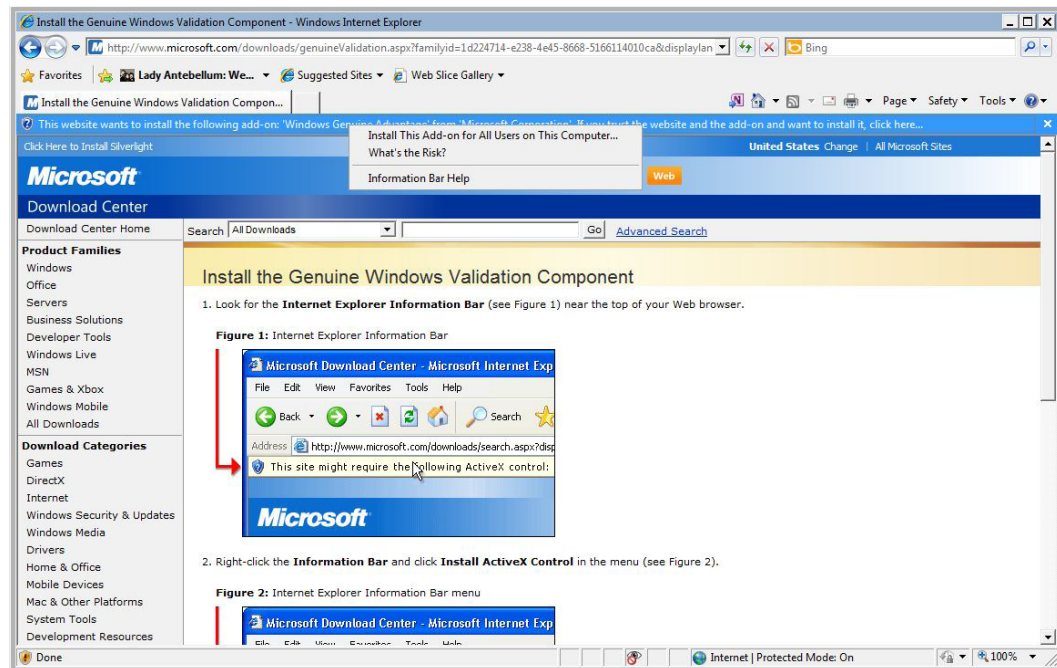 Install the Genuine Windows Validation Component - Windows Internet Explorer
http://www.microsoft.com/downloads/genuineValidation.aspx?familyid=1d224714-e238-4e45-8668-5166114010ca&displaylan
Bing
Favorites Lady Antebellum: We... Suggested Sites Web Slice Gallery
Install the Genuine Windows Validation Compon...
Page Safety Tools
This website wants to install the following add-on: 'Windows Genuine Advantage' from 'Microsoft Corporation'. If you trust the website and the add-on and want to install it, click here...
Install This Add-on for All Users on This Computer...
What's the Risk?
Information Bar Help
Click Here to Install Silverlight
United States Change | All Microsoft Sites
Microsoft
Web
Download Center
Download Center Home
Search All Downloads Go Advanced Search
Product Families
Windows
Office
Servers
Business Solutions
Developer Tools
Windows Live
MSN
Games & Xbox
Windows Mobile
All Downloads
Download Categories
Games
DirectX
Internet
Windows Security & Updates
Windows Media
Drivers
Home & Office
Mobile Devices
Mac & Other Platforms
System Tools
Development Resources
Install the Genuine Windows Validation Component
1. Look for the Internet Explorer Information Bar (see Figure 1) near the top of your Web browser.
Figure 1: Internet Explorer Information Bar
Microsoft Download Center - Microsoft Internet Exp
File Edit View Favorites Tools Help
Back Search
Address http://www.microsoft.com/downloads/search.aspx?disp
This site might require the following ActiveX control:
Microsoft
2. Right-click the Information Bar and click Install ActiveX Control in the menu (see Figure 2).
Figure 2: Internet Explorer Information Bar menu
Microsoft Download Center - Microsoft Internet Exp
File Edit View Favorites Tools Help
Done
Internet | Protected Mode: On
100%